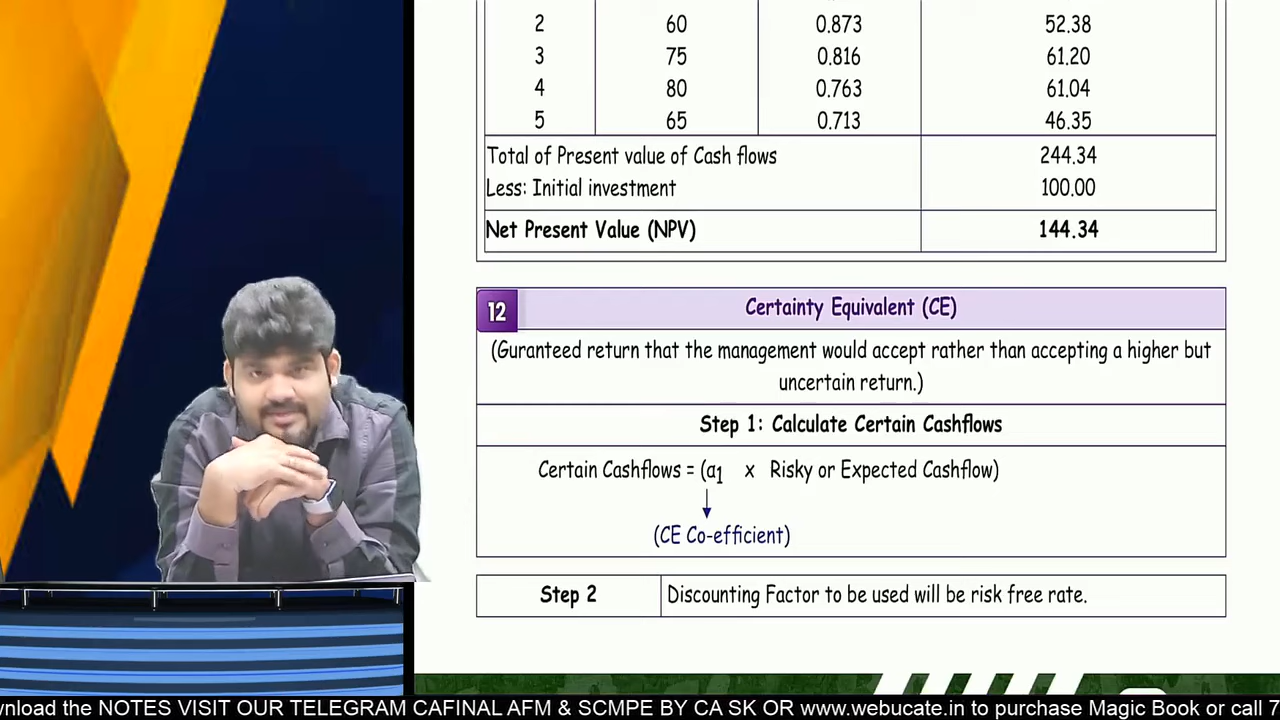 2 60 0.873 52.38
3 75 0.816 61.20
4 80 0.763 61.04
5 65 0.713 46.35
Total of Present value of Cash flows 244.34
Less: Initial investment 100.00
Net Present Value (NPV) 144.34
12 Certainty Equivalent (CE)
(Guranteed return that the management would accept rather than accepting a higher but
uncertain return.)
Step 1: Calculate Certain Cashflows
Certain Cashflows = (α1 x Risky or Expected Cashflow)
(CE Co-efficient)
Step 2 Discounting Factor to be used will be risk free rate.
wnload the NOTES VISIT OUR TELEGRAM CAFINAL AFM & SCMPE BY CA SK OR www.webucate.in to purchase Magic Book or call 7